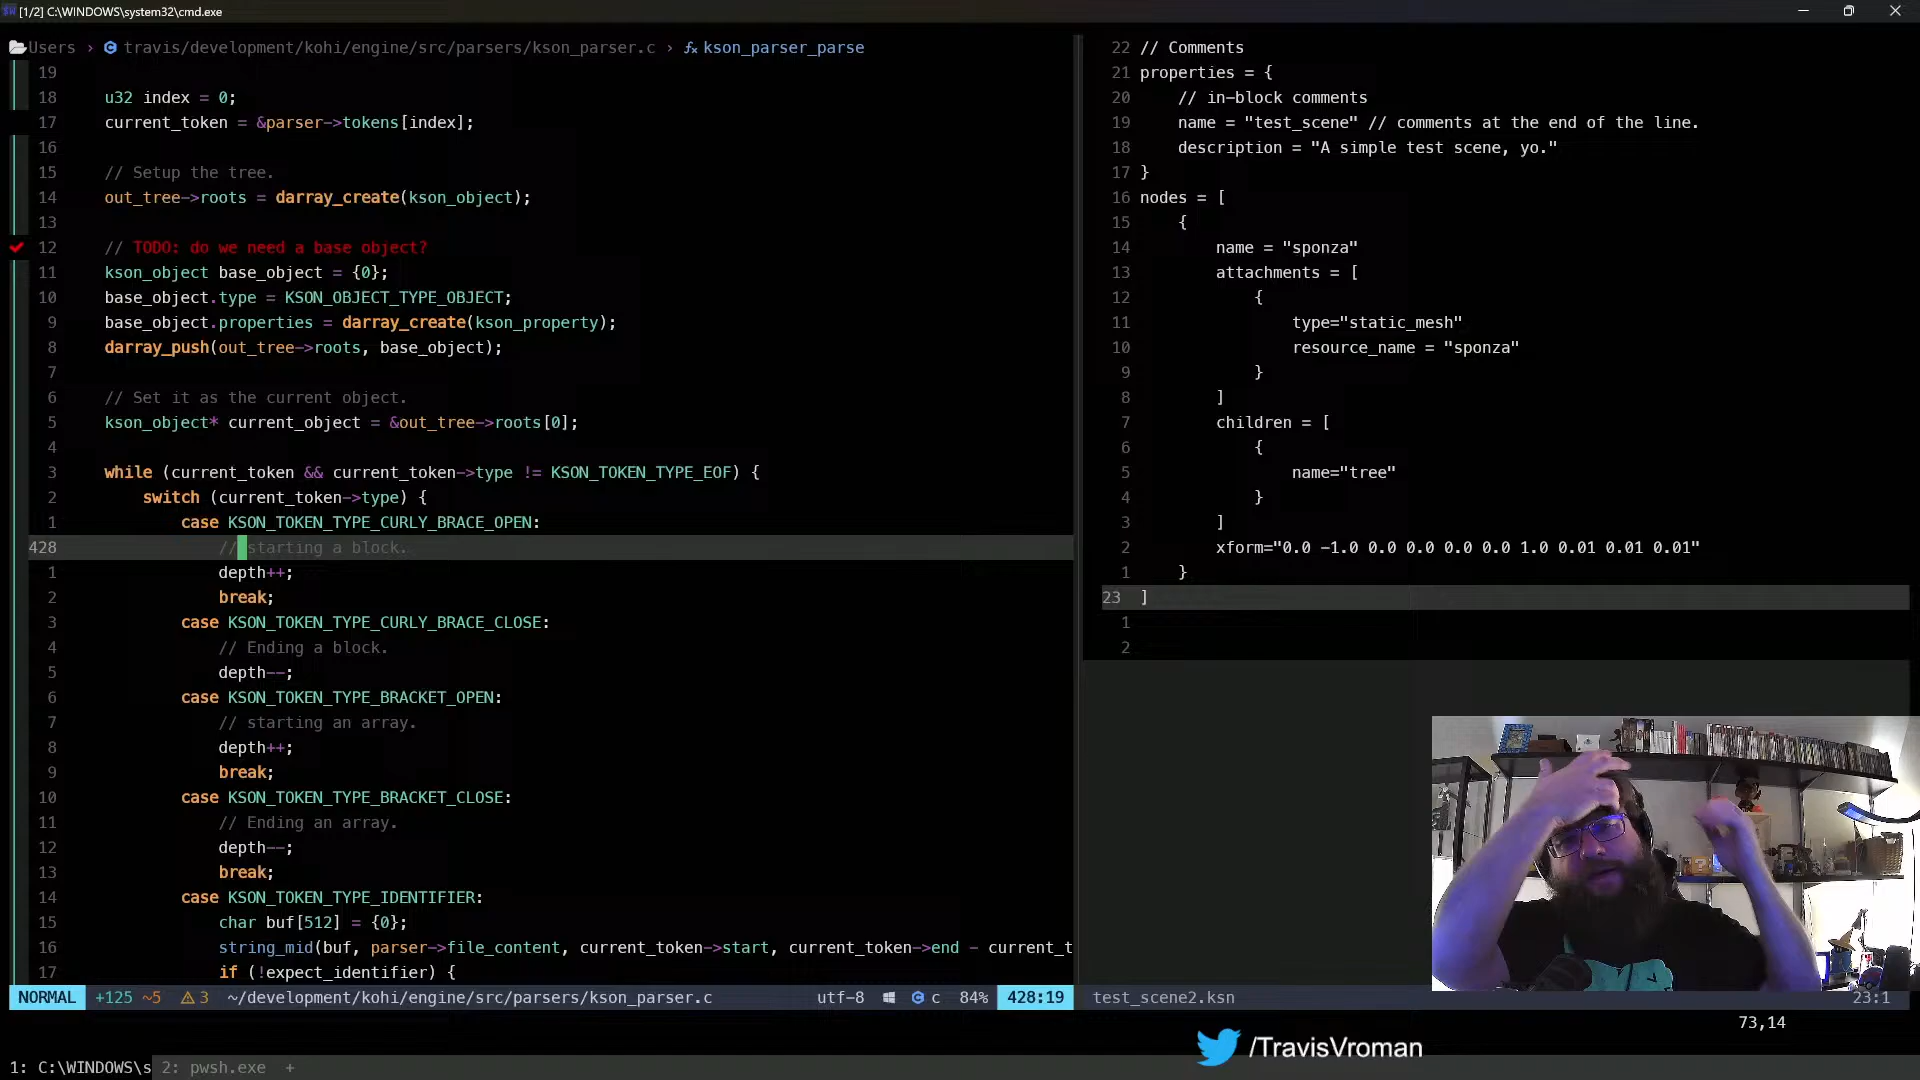 [1/2] C:\WINDOWS\system32\cmd.exe
Users › travis/development/kohi/engine/src/parsers/kson_parser.c › kson_parser_parse
19
18 u32 index = 0;
17 current_token = &parser->tokens[index];
16
15 // Setup the tree.
14 out_tree->roots = darray_create(kson_object);
13
12 // TODO: do we need a base object?
11 kson_object base_object = {0};
10 base_object.type = KSON_OBJECT_TYPE_OBJECT;
9 base_object.properties = darray_create(kson_property);
8 darray_push(out_tree->roots, base_object);
7
6 // Set it as the current object.
5 kson_object* current_object = &out_tree->roots[0];
4
3 while (current_token && current_token->type != KSON_TOKEN_TYPE_EOF) {
2 switch (current_token->type) {
1 case KSON_TOKEN_TYPE_CURLY_BRACE_OPEN:
428 // starting a block.
1 depth++;
2 break;
3 case KSON_TOKEN_TYPE_CURLY_BRACE_CLOSE:
4 // Ending a block.
5 depth--;
6 case KSON_TOKEN_TYPE_BRACKET_OPEN:
7 // starting an array.
8 depth++;
9 break;
10 case KSON_TOKEN_TYPE_BRACKET_CLOSE:
11 // Ending an array.
12 depth--;
13 break;
14 case KSON_TOKEN_TYPE_IDENTIFIER:
15 char buf[512] = {0};
16 string_mid(buf, parser->file_content, current_token->start, current_token->end - current_t
17 if (!expect_identifier) {
NORMAL +125 ~5 ⚠3 ~/development/kohi/engine/src/parsers/kson_parser.c utf-8 c 84% 428:19
22 // Comments
21 properties = {
20 // in-block comments
19 name = "test_scene" // comments at the end of the line.
18 description = "A simple test scene, yo."
17 }
16 nodes = [
15 {
14 name = "sponza"
13 attachments = [
12 {
11 type="static_mesh"
10 resource_name = "sponza"
9 }
8 ]
7 children = [
6 {
5 name="tree"
4 }
3 ]
2 xform="0.0 -1.0 0.0 0.0 0.0 0.0 1.0 0.01 0.01 0.01"
1 }
23 ]
1
2
test_scene2.ksn 23:1
73,14
/TravisVroman
1: C:\WINDOWS\s 2: pwsh.exe +